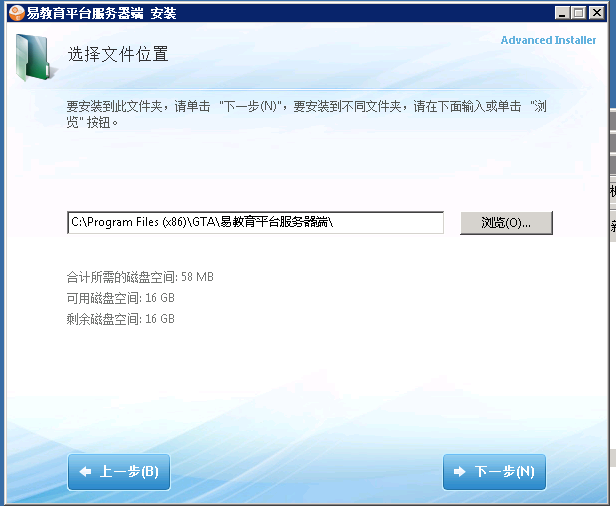 易教育平台服务器端 安装
Advanced Installer
选择文件位置
要安装到此文件夹，请单击 "下一步(N)"，要安装到不同文件夹，请在下面输入或单击 "浏
览" 按钮。
C:\Program Files (x86)\GTA\易教育平台服务器端\
浏览(O)...
合计所需的磁盘空间: 58 MB
可用磁盘空间: 16 GB
剩余磁盘空间: 16 GB
上一步(B)
下一步(N)